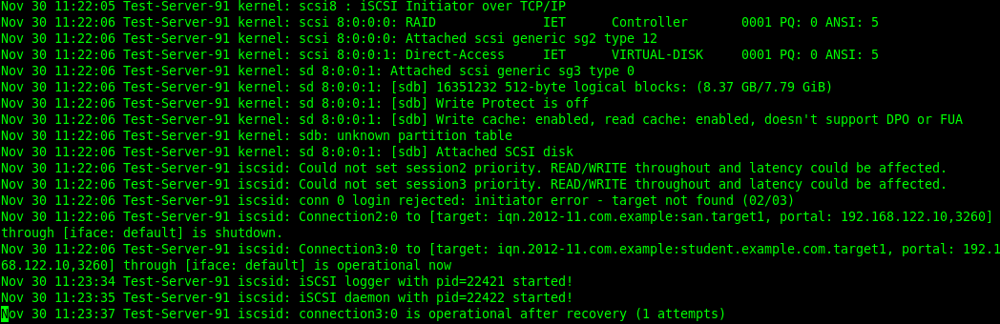 Nov 30 11:22:05 Test-Server-91 kernel: scsi8 : iSCSI Initiator over TCP/IP
Nov 30 11:22:06 Test-Server-91 kernel: scsi 8:0:0:0: RAID              IET      Controller       0001 PQ: 0 ANSI: 5
Nov 30 11:22:06 Test-Server-91 kernel: scsi 8:0:0:0: Attached scsi generic sg2 type 12
Nov 30 11:22:06 Test-Server-91 kernel: scsi 8:0:0:1: Direct-Access     IET      VIRTUAL-DISK     0001 PQ: 0 ANSI: 5
Nov 30 11:22:06 Test-Server-91 kernel: sd 8:0:0:1: Attached scsi generic sg3 type 0
Nov 30 11:22:06 Test-Server-91 kernel: sd 8:0:0:1: [sdb] 16351232 512-byte logical blocks: (8.37 GB/7.79 GiB)
Nov 30 11:22:06 Test-Server-91 kernel: sd 8:0:0:1: [sdb] Write Protect is off
Nov 30 11:22:06 Test-Server-91 kernel: sd 8:0:0:1: [sdb] Write cache: enabled, read cache: enabled, doesn't support DPO or FUA
Nov 30 11:22:06 Test-Server-91 kernel: sdb: unknown partition table
Nov 30 11:22:06 Test-Server-91 kernel: sd 8:0:0:1: [sdb] Attached SCSI disk
Nov 30 11:22:06 Test-Server-91 iscsid: Could not set session2 priority. READ/WRITE throughout and latency could be affected.
Nov 30 11:22:06 Test-Server-91 iscsid: Could not set session3 priority. READ/WRITE throughout and latency could be affected.
Nov 30 11:22:06 Test-Server-91 iscsid: conn 0 login rejected: initiator error - target not found (02/03)
Nov 30 11:22:06 Test-Server-91 iscsid: Connection2:0 to [target: iqn.2012-11.com.example:san.target1, portal: 192.168.122.10,3260]
through [iface: default] is shutdown.
Nov 30 11:22:06 Test-Server-91 iscsid: Connection3:0 to [target: iqn.2012-11.com.example:student.example.com.target1, portal: 192.1
68.122.10,3260] through [iface: default] is operational now
Nov 30 11:23:34 Test-Server-91 iscsid: iSCSI logger with pid=22421 started!
Nov 30 11:23:35 Test-Server-91 iscsid: iSCSI daemon with pid=22422 started!
Nov 30 11:23:37 Test-Server-91 iscsid: connection3:0 is operational after recovery (1 attempts)